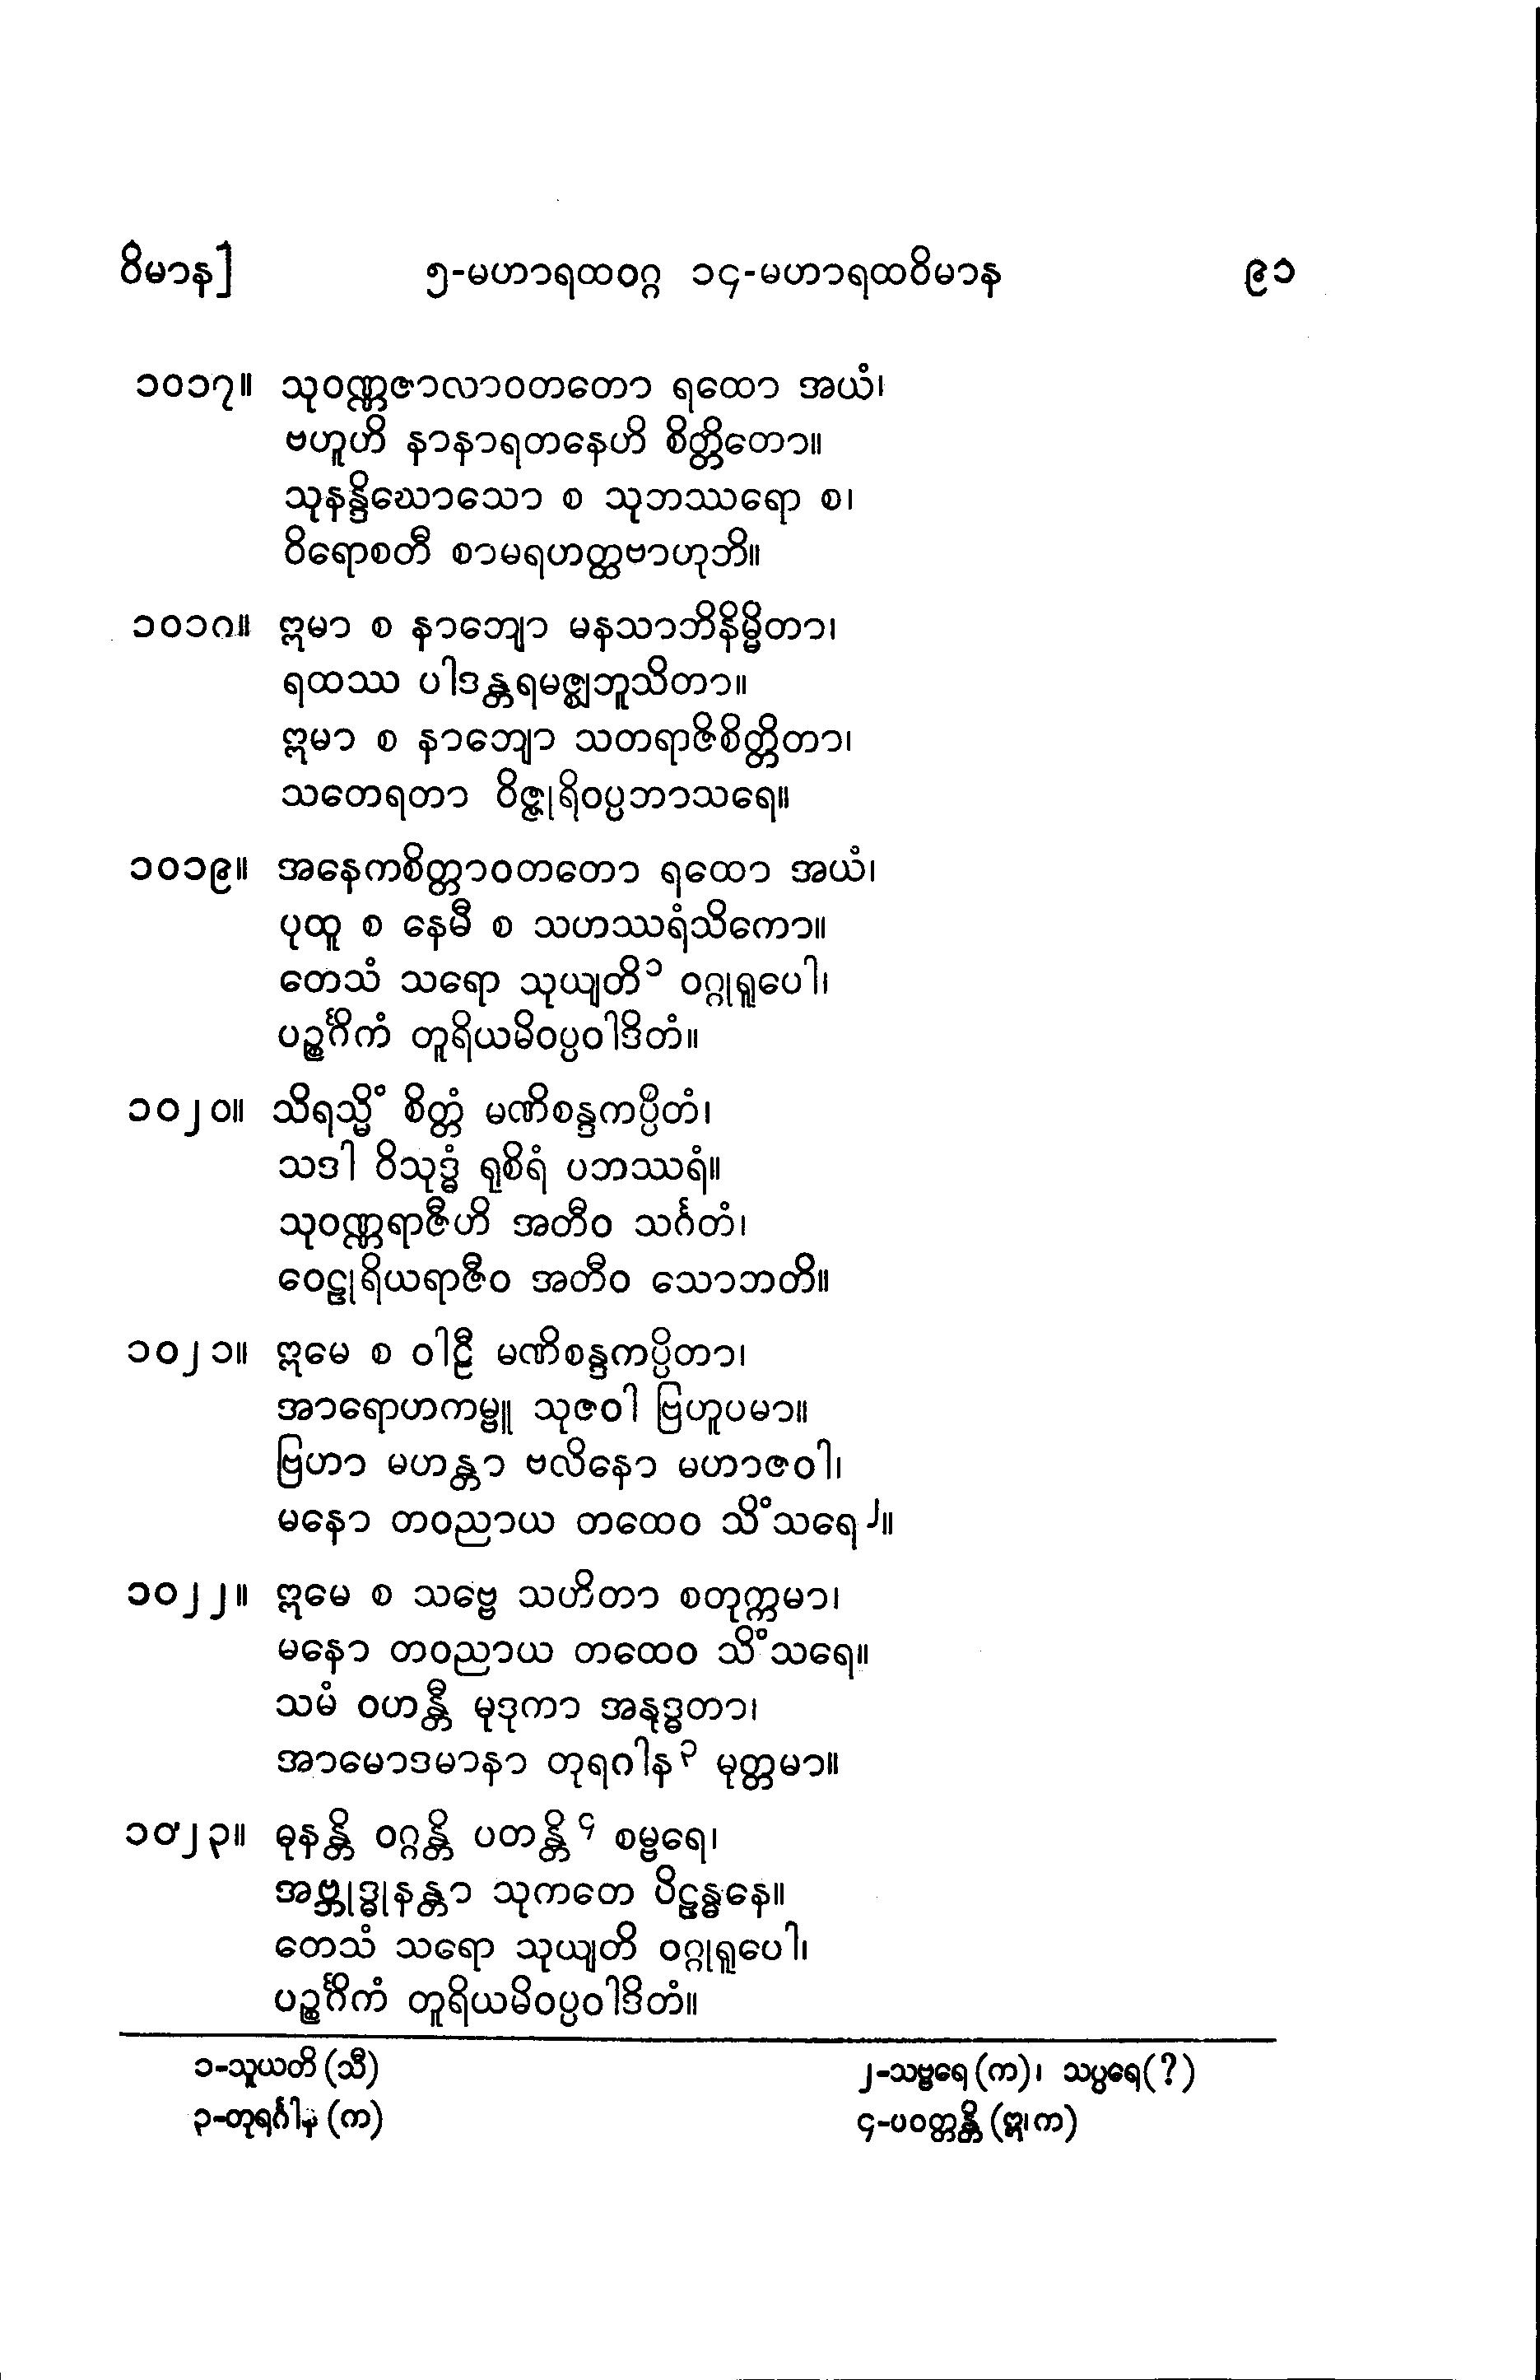 ဝိမာန]	၅-မဟာရထဝဂ္ဂ ၁၄-မဟာရထဝိမာန	၉၁
၁၀၁၇။ သုဝဏ္ဏဇာလာဝတတော ရထော အယံ၊
ဗဟူဟိ နာနာရတနေဟိ စိတ္တိတော။
သုနန္ဒိဃောသော စ သုဘဿရော စ၊
ဝိရောစတီ စာမရဟတ္ထဗာဟုဘိ။
၁၀၁၈။ ဣမာ စ နာဘျော မနသာဘိနိမ္မိတာ၊
ရထဿ ပါဒန္တရမဇ္ဈဘူသိတာ။
ဣမာ စ နာဘျော သတရာဇိစိတ္တိတာ၊
သတေရတာ ဝိဇ္ဇုရိဝပ္ပဘာသရေ။
၁၀၁၉။ အနေကစိတ္တာဝတတော ရထော အယံ၊
ပုထူ စ နေမီ စ သဟဿရံသိကော။
တေသံ သရော သုယျတိ၁ ဝဂ္ဂုရူပေါ၊
ပဉ္စင်္ဂိကံ တူရိယမိဝပ္ပဝါဒိတံ။
၁၀၂၀။ သိရသ္မိံ စိတ္တံ မဏိစန္ဒကပ္ပိတံ၊
သဒါ ဝိသုဒ္ဓံ ရုစိရံ ပဘဿရံ။
သုဝဏ္ဏရာဇီဟိ အတီဝ သင်္ဂတံ၊
ဝေဠုရိယရာဇီဝ အတီဝ သောဘတိ။
၁၀၂၁။ ဣမေ စ ဝါဠီ မဏိစန္ဒကပ္ပိတာ၊
အာရောဟကမ္ဗူ သုဇဝါ ဗြဟူပမာ။
ဗြဟာ မဟန္တာ ဗလိနော မဟာဇဝါ၊
မနော တဝညာယ တထေဝ သိံသရေ၂။
၁၀၂၂။ ဣမေ စ သဗ္ဗေ သဟိတာ စတုက္ကမာ၊
မနော တဝညာယ တထေဝ သိံသရေ။
သမံ ဝဟန္တီ မုဒုကာ အနုဒ္ဓတာ၊
အာမောဒမာနာ တုရဂါန၃ မုတ္တမာ။
၁၀၂၃။ ဓုနန္တိ ဝဂ္ဂန္တိ ပတန္တိ၄ စမ္ဗရေ၊
အဗ္ဘုဒ္ဓုနန္တာ သုကတေ ပိဠန္ဓနေ။
တေသံ သရော သုယျတိ ဝဂ္ဂုရူပေါ၊
ပဉ္စင်္ဂိကံ တူရိယမိဝပ္ပဝါဒိတံ။
၁-သူယတိ (သီ)	၂-သဗ္ဗရေ (က)၊ သပ္ပရေ(?)
၃-တုရင်္ဂါန (က)	၄-ပဝတ္တန္တိ (ဣ၊က)